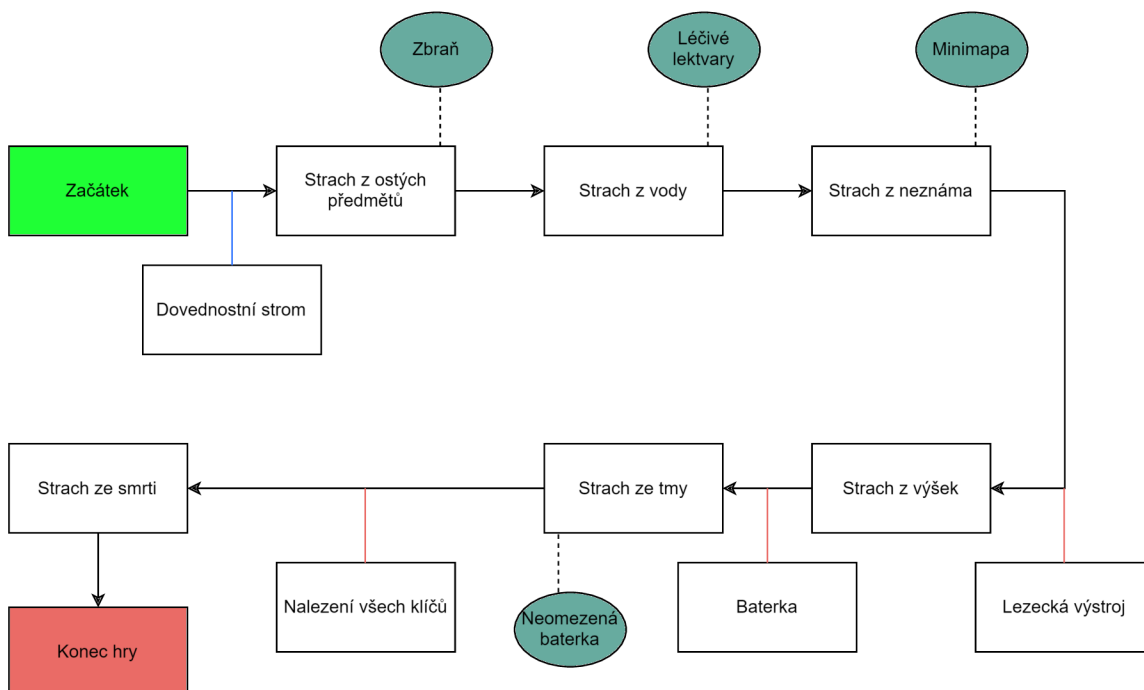 Zbraň
Léčivé
lektvary
Minimapa
Začátek
Strach z ostých
předmětů
Strach z vody
Strach z neznáma
Dovednostní strom
Strach ze smrti
Strach ze tmy
Strach z výšek
Nalezení všech klíčů
Neomezená
baterka
Baterka
Lezecká výstroj
Konec hry